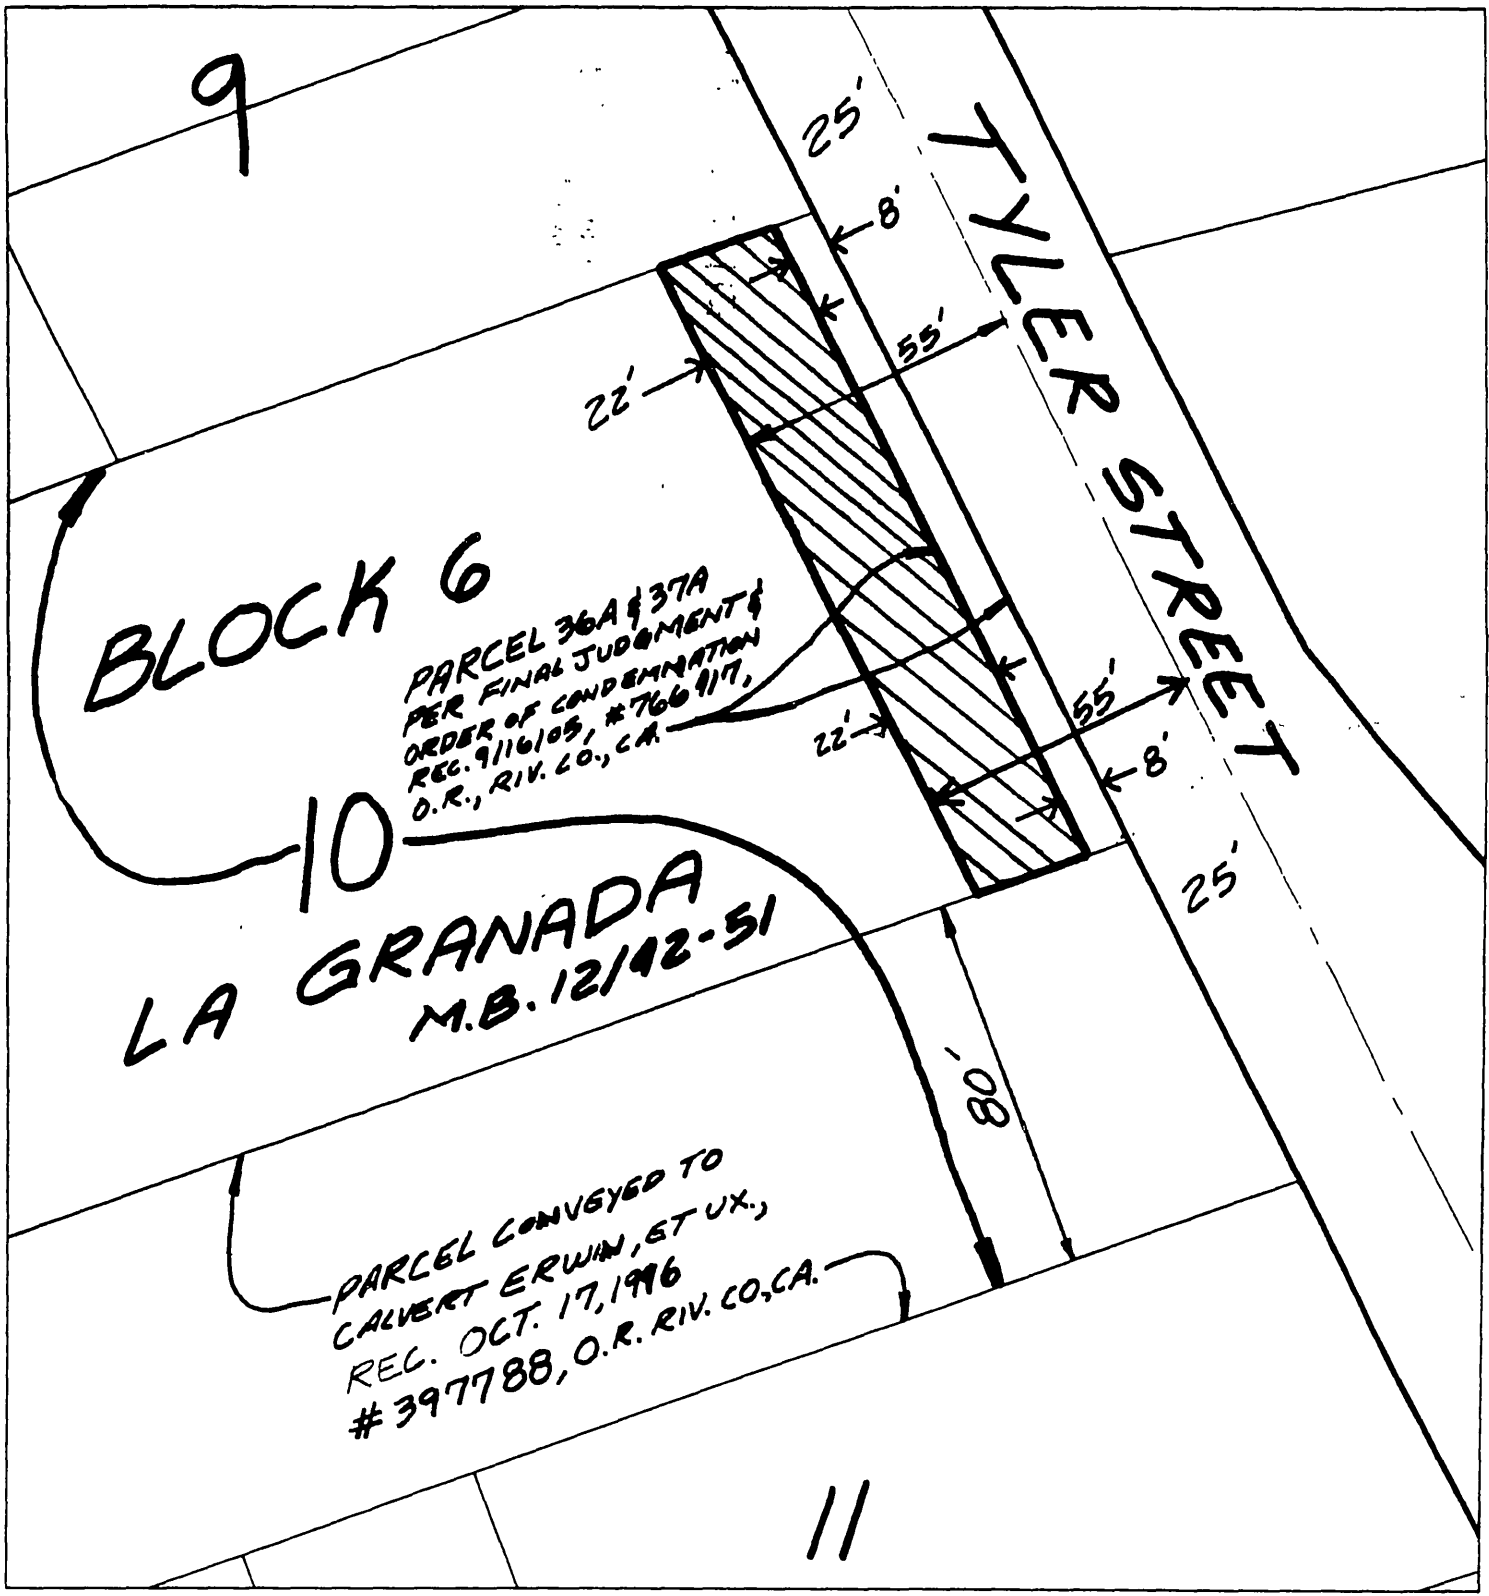 9
25'
8'
TYLER STREET
55'
22'
BLOCK 6
PARCEL 36A & 37A
PER FINAL JUDGMENT &
ORDER OF CONDEMNATION
REC. 9/16/05, #766917,
O.R., RIV. CO., CA.
22'
55'
8'
10
25'
LA GRANADA
M.B. 12/42-51
80'
PARCEL CONVEYED TO
CALVERT ERWIN, ET UX.,
REC. OCT. 17, 1996
#397788, O.R. RIV. CO, CA.
11